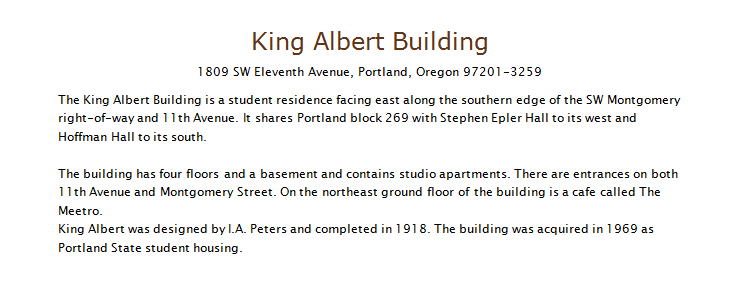 King Albert Building
1809 SW Eleventh Avenue, Portland, Oregon 97201-3259
The King Albert Building is a student residence facing east along the southern edge of the SW Montgomery
right-of-way and 11th Avenue. It shares Portland block 269 with Stephen Epler Hall to its west and
Hoffman Hall to its south.
The building has four floors and a basement and contains studio apartments. There are entrances on both
11th Avenue and Montgomery Street. On the northeast ground floor of the building is a cafe called The
Meetro.
King Albert was designed by I.A. Peters and completed in 1918. The building was acquired in 1969 as
Portland State student housing.